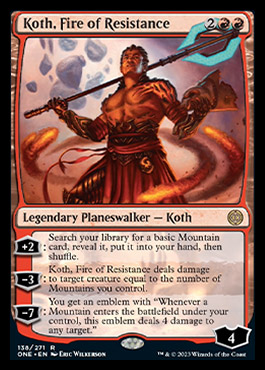 Koth, Fire of Resistance 2
Legendary Planeswalker — Koth
+2: Search your library for a basic Mountain
card, reveal it, put it into your hand, then
shuffle.
-3: Koth, Fire of Resistance deals damage
to target creature equal to the number of
Mountains you control.
-7: You get an emblem with "Whenever a
Mountain enters the battlefield under your
control, this emblem deals 4 damage to
any target."
4
138/271 R
ONE • EN ERIC WILKERSON
™ & © 2023 Wizards of the Coast